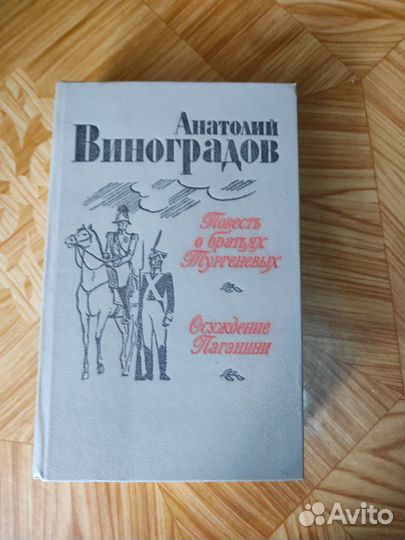 Анатолий
Виноградов
Повесть
о братьях
Тургеневых
Осуждение
Паганини
Avito